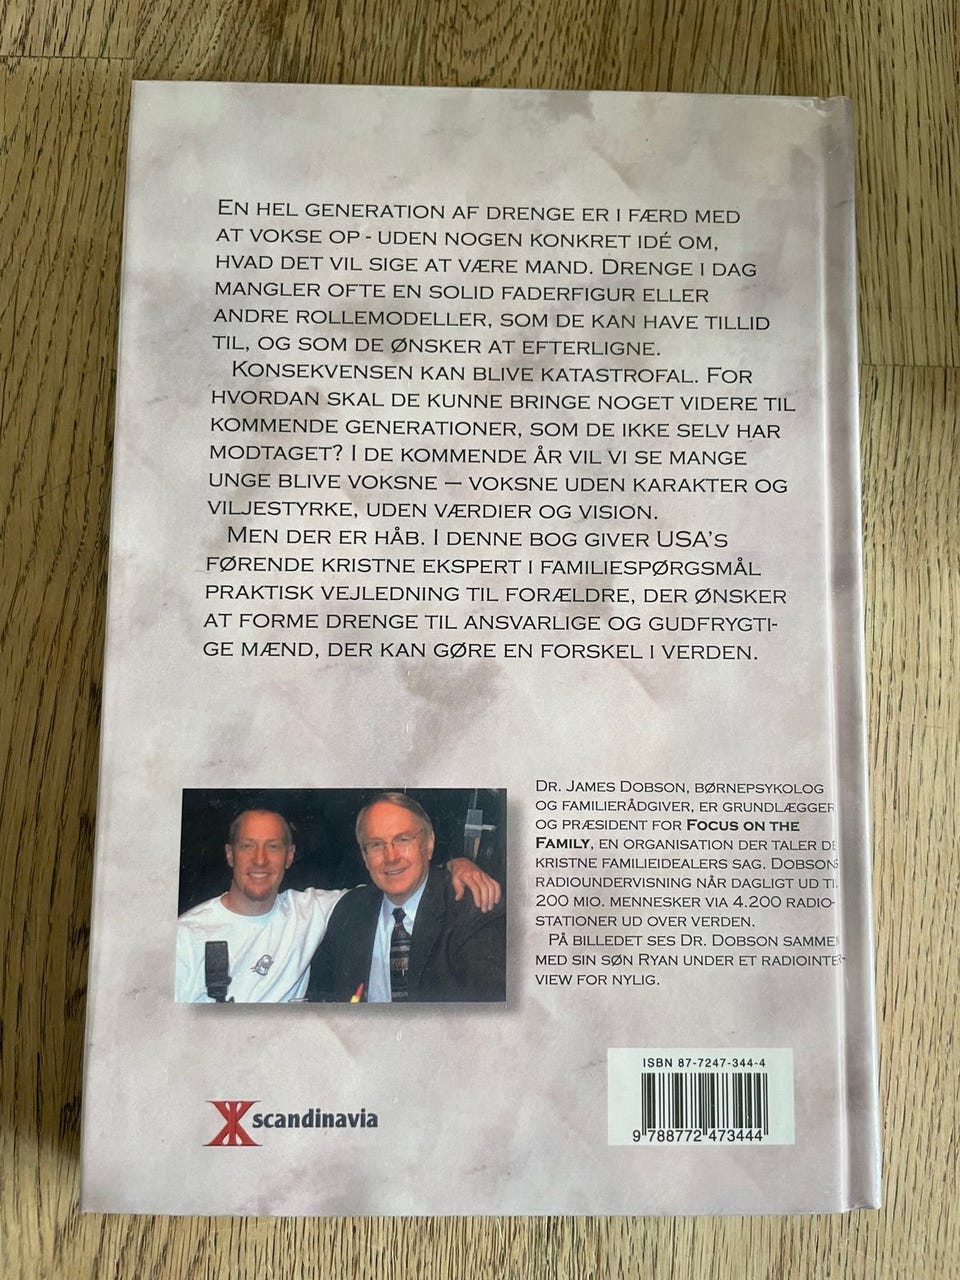 EN HEL GENERATION AF DRENGE ER I FÆRD MED
AT VOKSE OP - UDEN NOGEN KONKRET IDÉ OM,
HVAD DET VIL SIGE AT VÆRE MAND. DRENGE I DAG
MANGLER OFTE EN SOLID FADERFIGUR ELLER
ANDRE ROLLEMODELLER, SOM DE KAN HAVE TILLID
TIL, OG SOM DE ØNSKER AT EFTERLIGNE.
KONSEKVENSEN KAN BLIVE KATASTROFAL. FOR
HVORDAN SKAL DE KUNNE BRINGE NOGET VIDERE TIL
KOMMENDE GENERATIONER, SOM DE IKKE SELV HAR
MODTAGET? I DE KOMMENDE ÅR VIL VI SE MANGE
UNGE BLIVE VOKSNE – VOKSNE UDEN KARAKTER OG
VILJESTYRKE, UDEN VÆRDIER OG VISION.
MEN DER ER HÅB. I DENNE BOG GIVER USA'S
FØRENDE KRISTNE EKSPERT I FAMILIESPØRGSMÅL
PRAKTISK VEJLEDNING TIL FORÆLDRE, DER ØNSKER
AT FORME DRENGE TIL ANSVARLIGE OG GUDFRYGTI-
GE MÆND, DER KAN GØRE EN FORSKEL I VERDEN.
DR. JAMES DOBSON, BØRNEPSYKOLOG
OG FAMILIERÅDGIVER, ER GRUNDLÆGGER
OG PRÆSIDENT FOR FOCUS ON THE
FAMILY, EN ORGANISATION DER TALER DE
KRISTNE FAMILIEIDEALERS SAG. DOBSONS
RADIOUNDERVISNING NÅR DAGLIGT UD TIL
200 MIO. MENNESKER VIA 4.200 RADIO-
STATIONER UD OVER VERDEN.
PÅ BILLEDET SES DR. DOBSON SAMMEN
MED SIN SØN RYAN UNDER ET RADIOINTER-
VIEW FOR NYLIG.
scandinavia
ISBN 87-7247-344-4
9 788772 473444